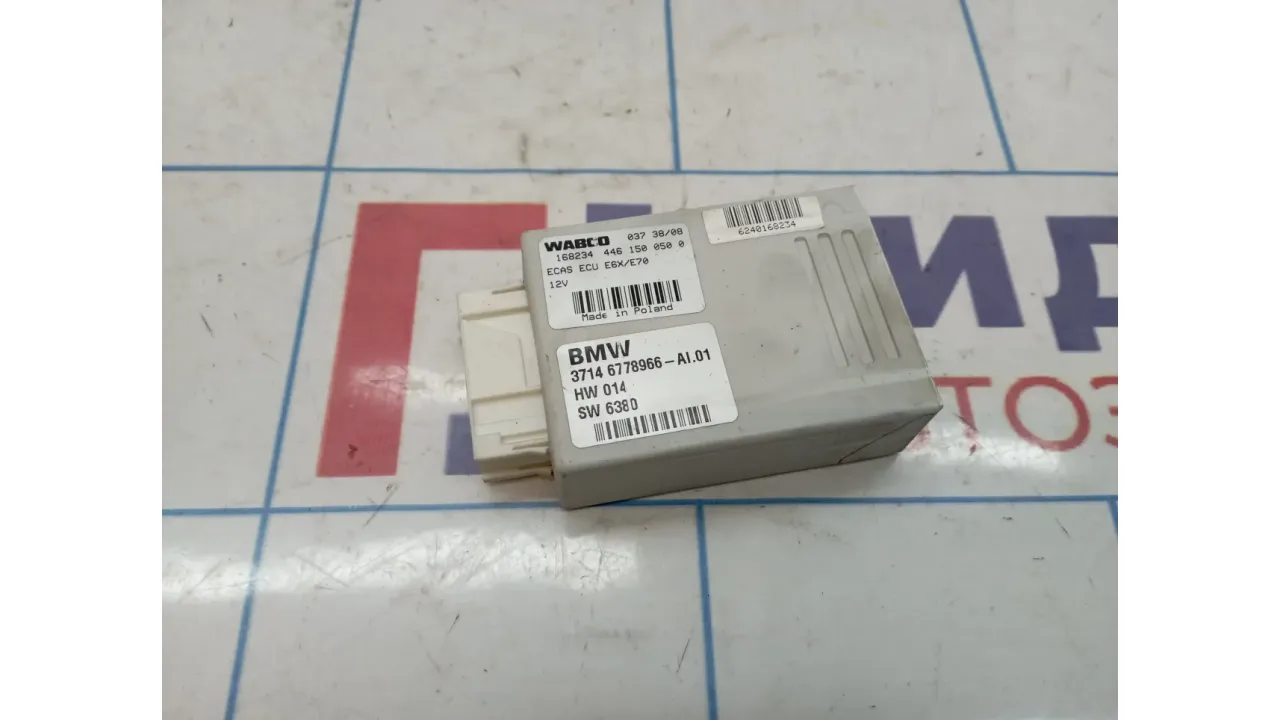 WABCO 037 38/08
168234 446 150 050 0
ECAS ECU E6X/E70
12V
Made in Poland
6240168234
BMW
3714 6778966-AI.01
HW 014
SW 6380